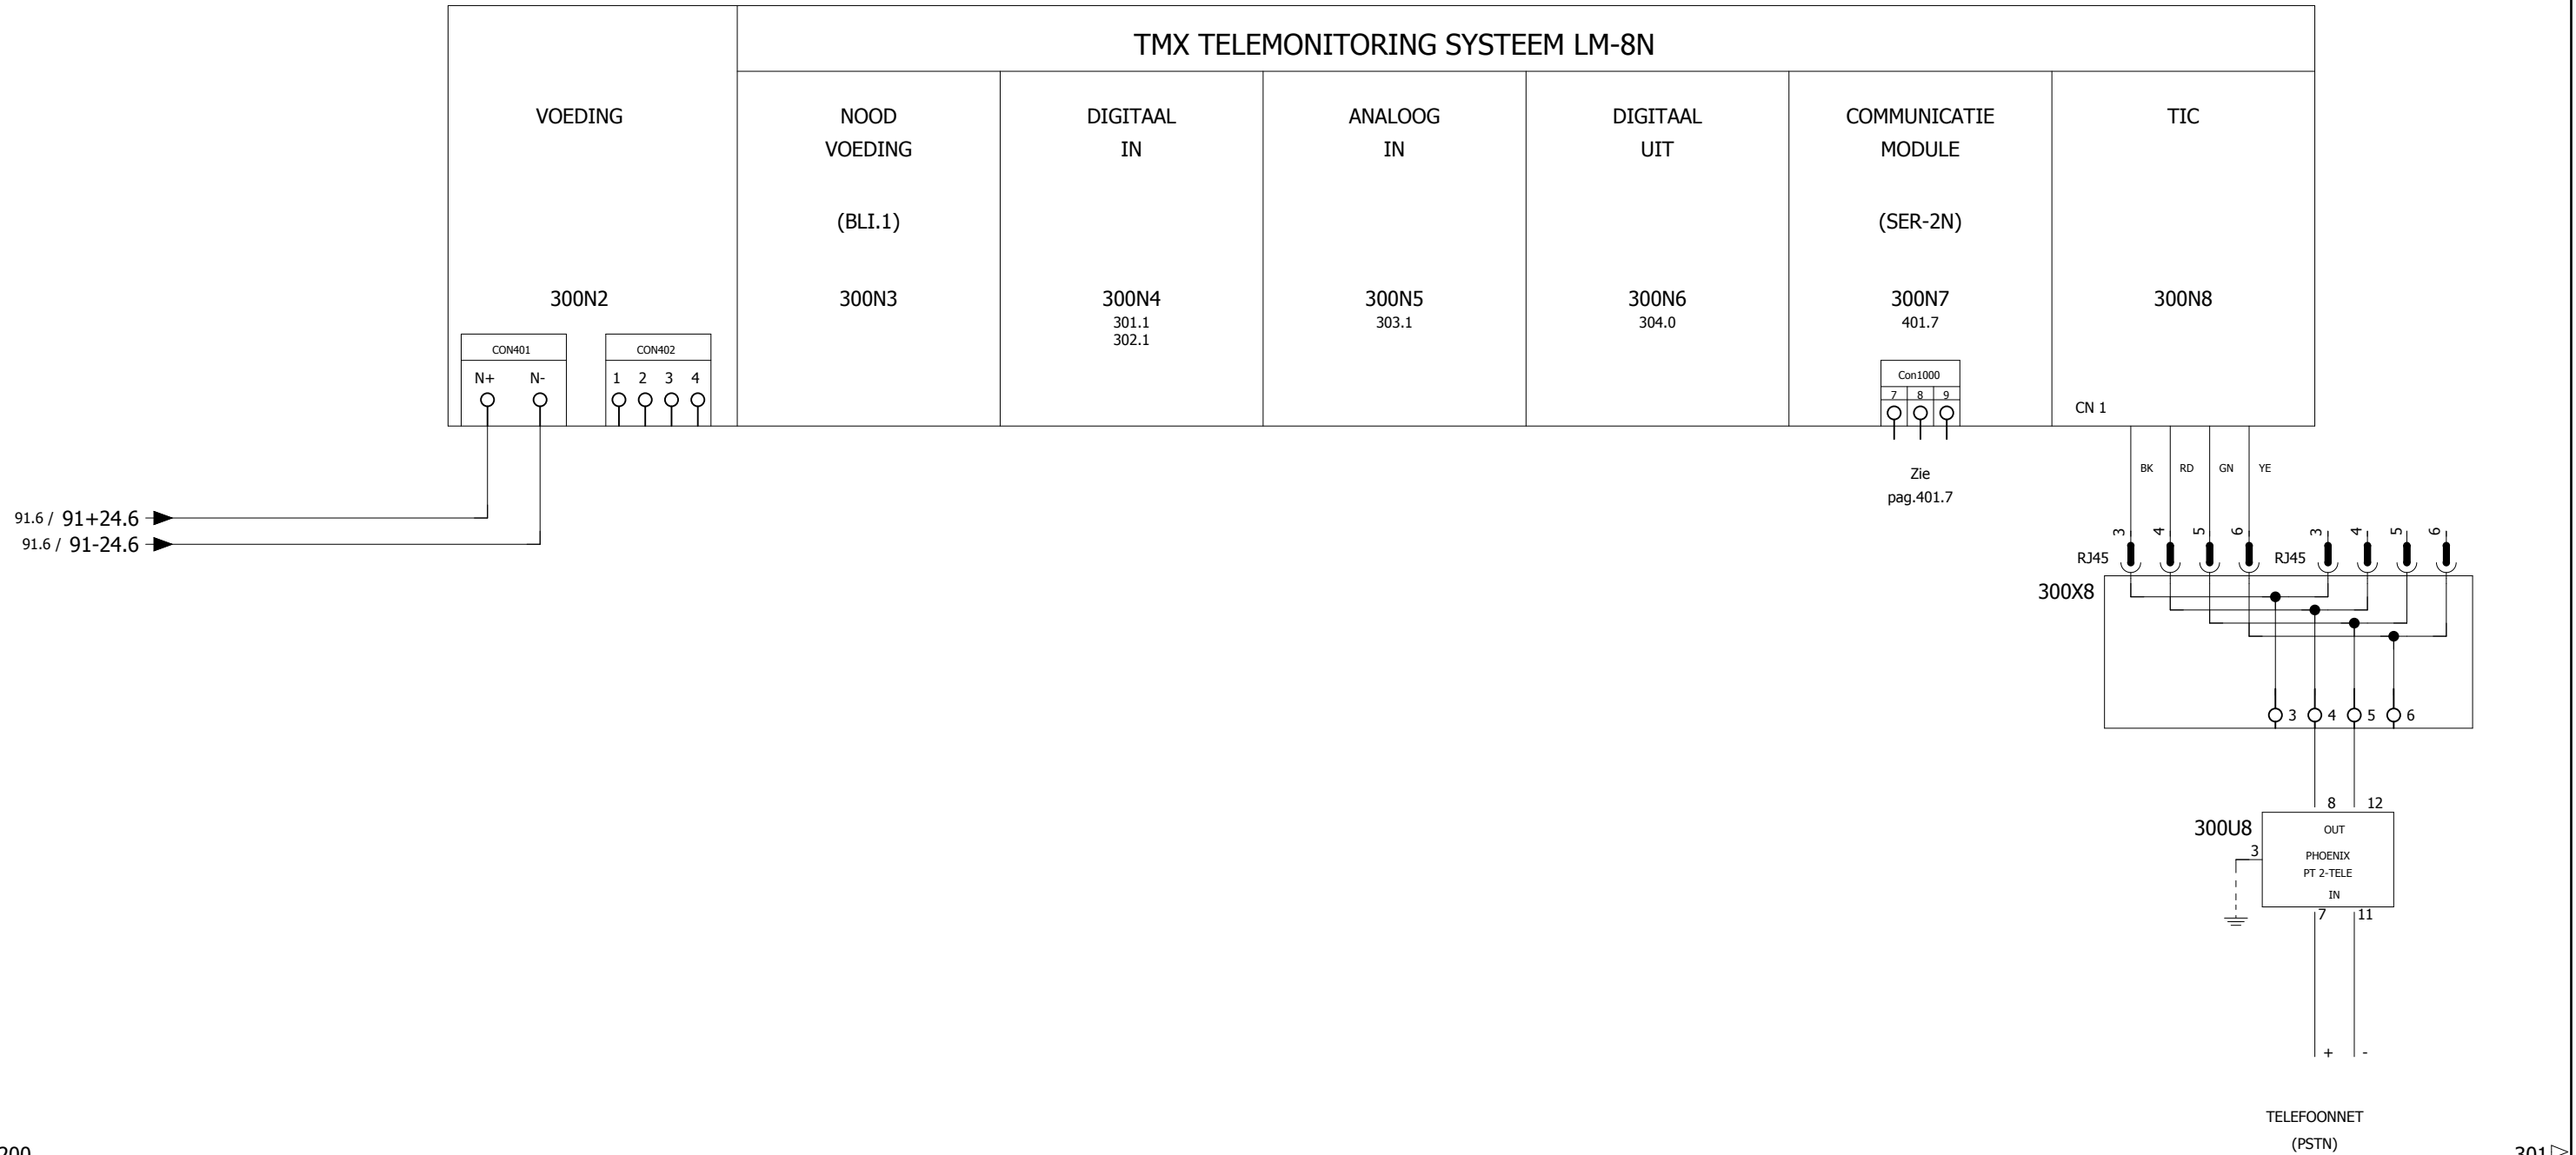 TMX TELEMONITORING SYSTEEM LM-8N
VOEDING
NOOD
VOEDING
DIGITAAL
IN
ANALOOG
IN
DIGITAAL
UIT
COMMUNICATIE
MODULE
TIC
(BLI.1)
(SER-2N)
300N2
300N3
300N4
301.1
302.1
300N5
303.1
300N6
304.0
300N7
401.7
300N8
CON401
N+ N-
CON402
1 2 3 4
Con1000
7 8 9
CN 1
Zie
pag.401.7
BK RD GN YE
91.6 / 91+24.6
91.6 / 91-24.6
RJ45 3 4 5 6
RJ45 3 4 5 6
300X8
3 4 5 6
8 12
300U8
OUT
3
PHOENIX
PT 2-TELE
IN
7 11
+ -
TELEFOONNET
(PSTN)
200
301